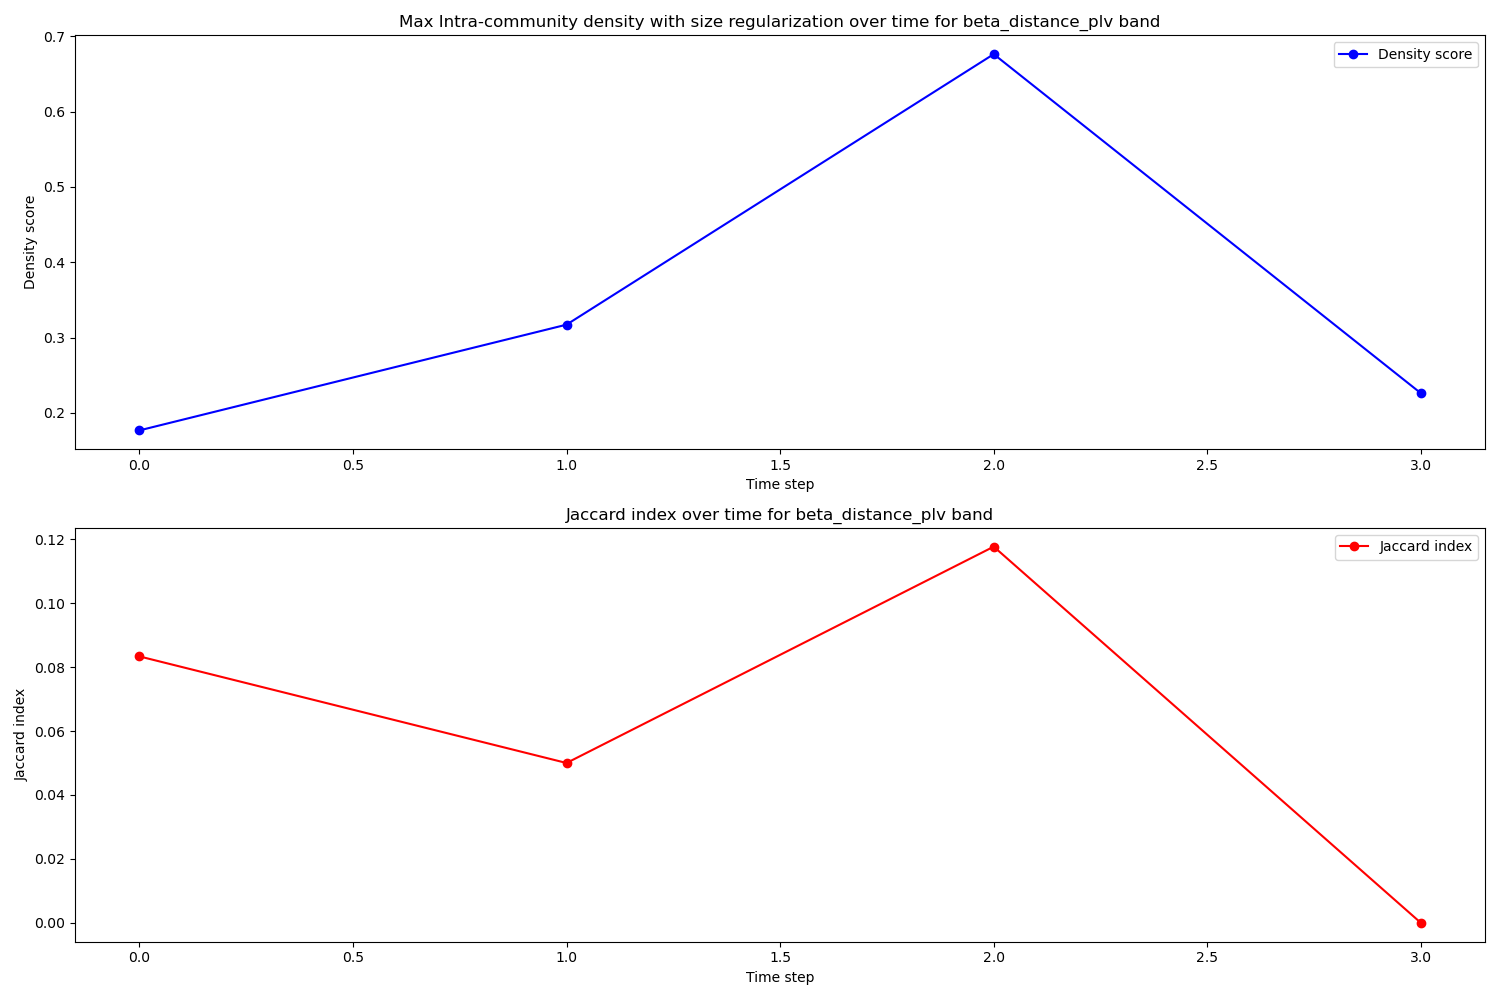 Max Intra-community density with size regularization over time for beta_distance_plv band
0.7
0.6
0.5
0.4
0.3
0.2
Density score
Density score
0.0 0.5 1.0 1.5 2.0 2.5 3.0
Time step
Jaccard index over time for beta_distance_plv band
0.12
0.10
0.08
0.06
0.04
0.02
0.00
Jaccard index
Jaccard index
0.0 0.5 1.0 1.5 2.0 2.5 3.0
Time step